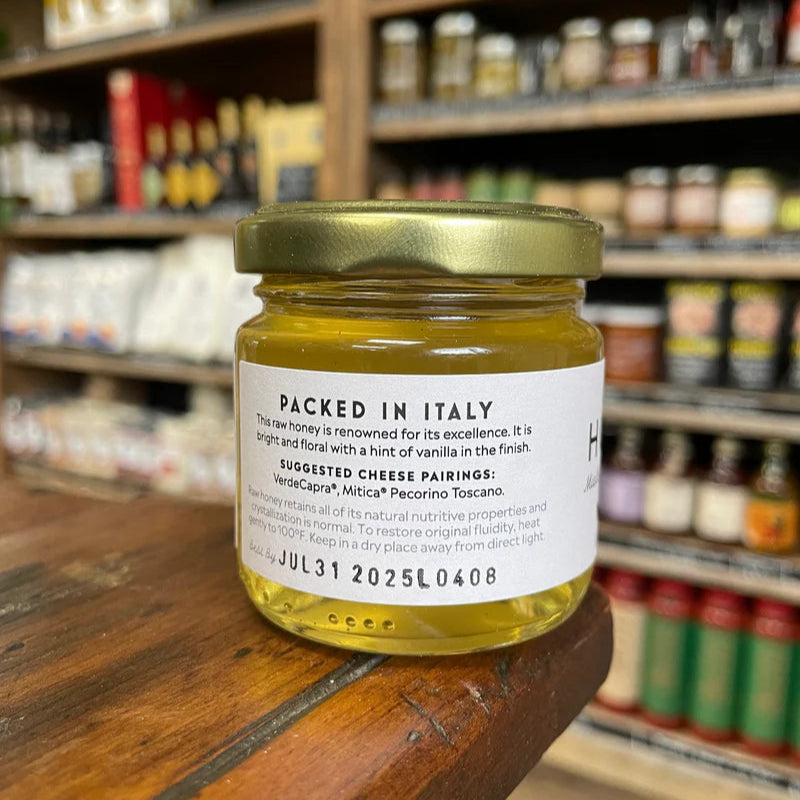 PACKED IN ITALY
This raw honey is renowned for its excellence. It is
bright and floral with a hint of vanilla in the finish.
SUGGESTED CHEESE PAIRINGS:
VerdeCapra®, Mitica® Pecorino Toscano.
Raw honey retains all of its natural nutritive properties and
crystallization is normal. To restore original fluidity, heat
gently to 100ºF. Keep in a dry place away from direct light.
Best By JUL31 2025L0408
H